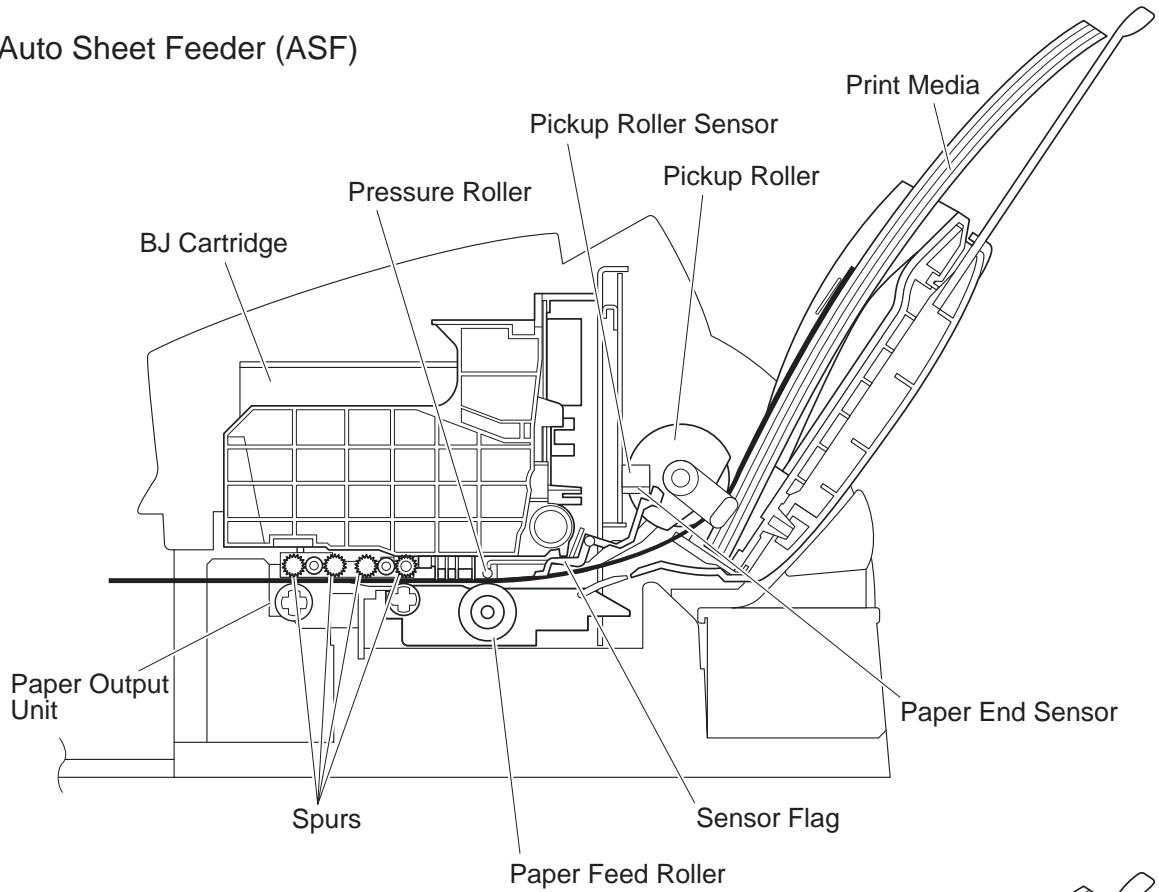 Auto Sheet Feeder (ASF)
Print Media
Pickup Roller Sensor
Pickup Roller
Pressure Roller
BJ Cartridge
Paper Output
Unit
Paper End Sensor
Spurs
Sensor Flag
Paper Feed Roller